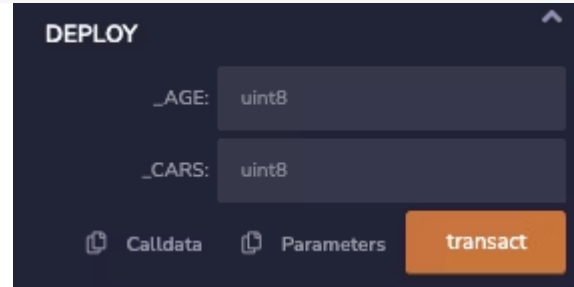 DEPLOY
_AGE: uint8
_CARS: uint8
Calldata Parameters transact